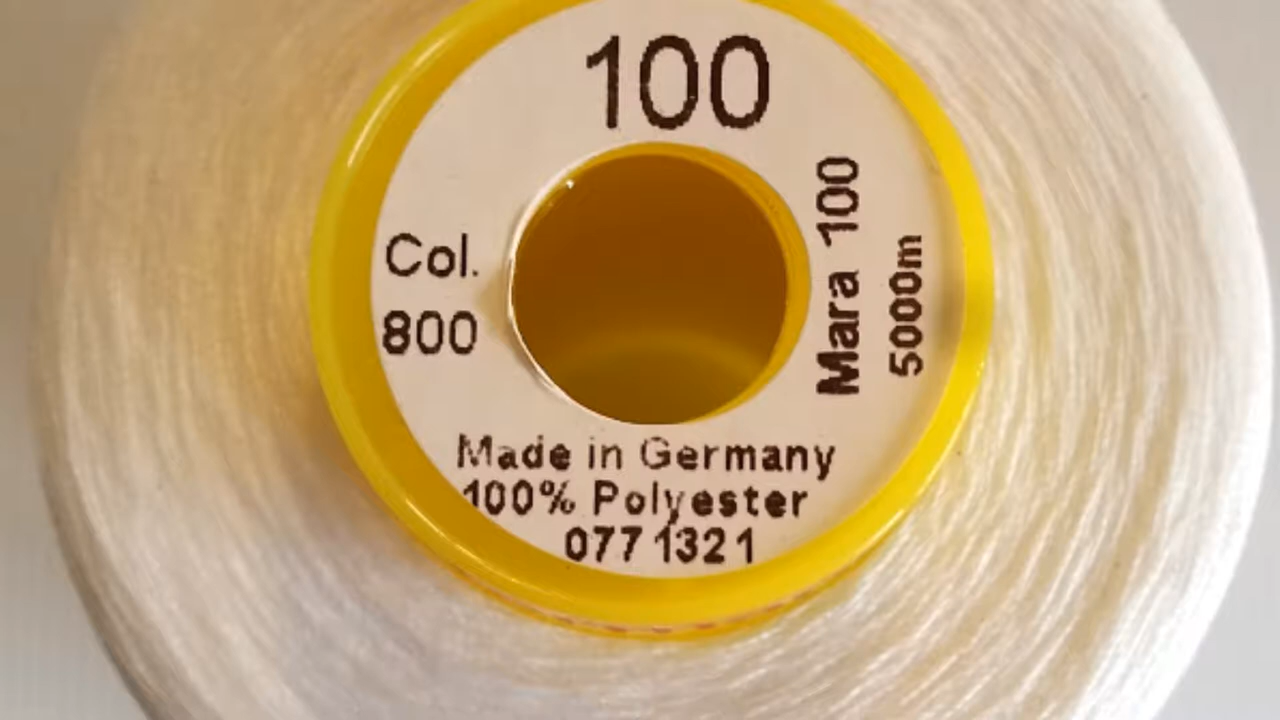 100
Col.
800
Mara 100
5000m
Made in Germany
100% Polyester
077 1321